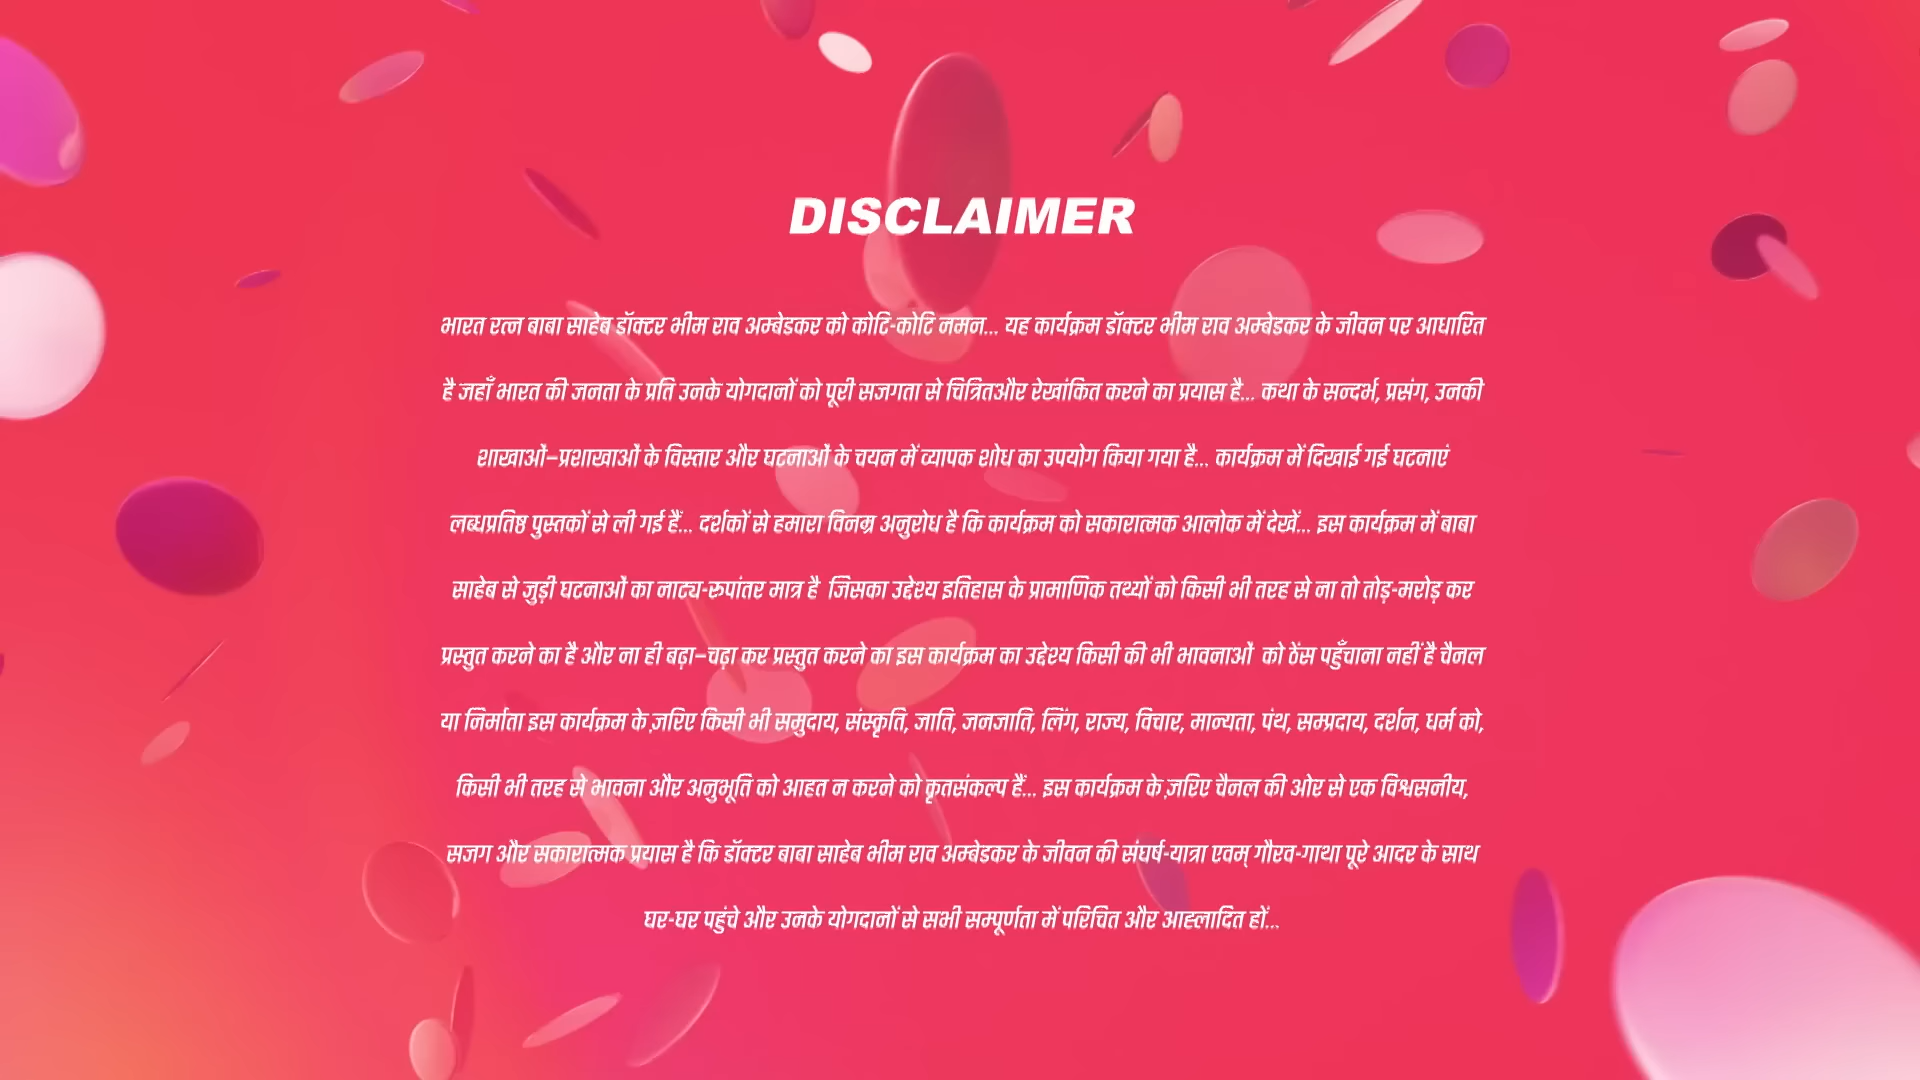 DISCLAIMER
भारत रत्न बाबा साहेब डॉक्टर भीम राव अम्बेडकर को कोटि-कोटि नमन... यह कार्यक्रम डॉक्टर भीम राव अम्बेडकर के जीवन पर आधारित
है जहाँ भारत की जनता के प्रति उनके योगदानों को पूरी सजगता से चित्रितऔर रेखांकित करने का प्रयास है... कथा के सन्दर्भ, प्रसंग, उनकी
शाखाओं–प्रशाखाओं के विस्तार और घटनाओं के चयन में व्यापक शोध का उपयोग किया गया है... कार्यक्रम में दिखाई गई घटनाएं
लब्धप्रतिष्ठ पुस्तकों से ली गई हैं... दर्शकों से हमारा विनम्र अनुरोध है कि कार्यक्रम को सकारात्मक आलोक में देखें... इस कार्यक्रम में बाबा
साहेब से जुड़ी घटनाओं का नाट्य-रुपांतर मात्र है जिसका उद्देश्य इतिहास के प्रामाणिक तथ्यों को किसी भी तरह से ना तो तोड़-मरोड़ कर
प्रस्तुत करने का है और ना ही बढ़ा–चढ़ा कर प्रस्तुत करने का इस कार्यक्रम का उद्देश्य किसी की भी भावनाओं को ठेंस पहुँचाना नहीं है चैनल
या निर्माता इस कार्यक्रम के ज़रिए किसी भी समुदाय, संस्कृति, जाति, जनजाति, लिंग, राज्य, विचार, मान्यता, पंथ, सम्प्रदाय, दर्शन, धर्म को,
किसी भी तरह से भावना और अनुभूति को आहत न करने को कृतसंकल्प हैं... इस कार्यक्रम के ज़रिए चैनल की ओर से एक विश्वसनीय,
सजग और सकारात्मक प्रयास है कि डॉक्टर बाबा साहेब भीम राव अम्बेडकर के जीवन की संघर्ष-यात्रा एवम् गौरव-गाथा पूरे आदर के साथ
घर-घर पहुंचे और उनके योगदानों से सभी सम्पूर्णता में परिचित और आह्लादित हों...